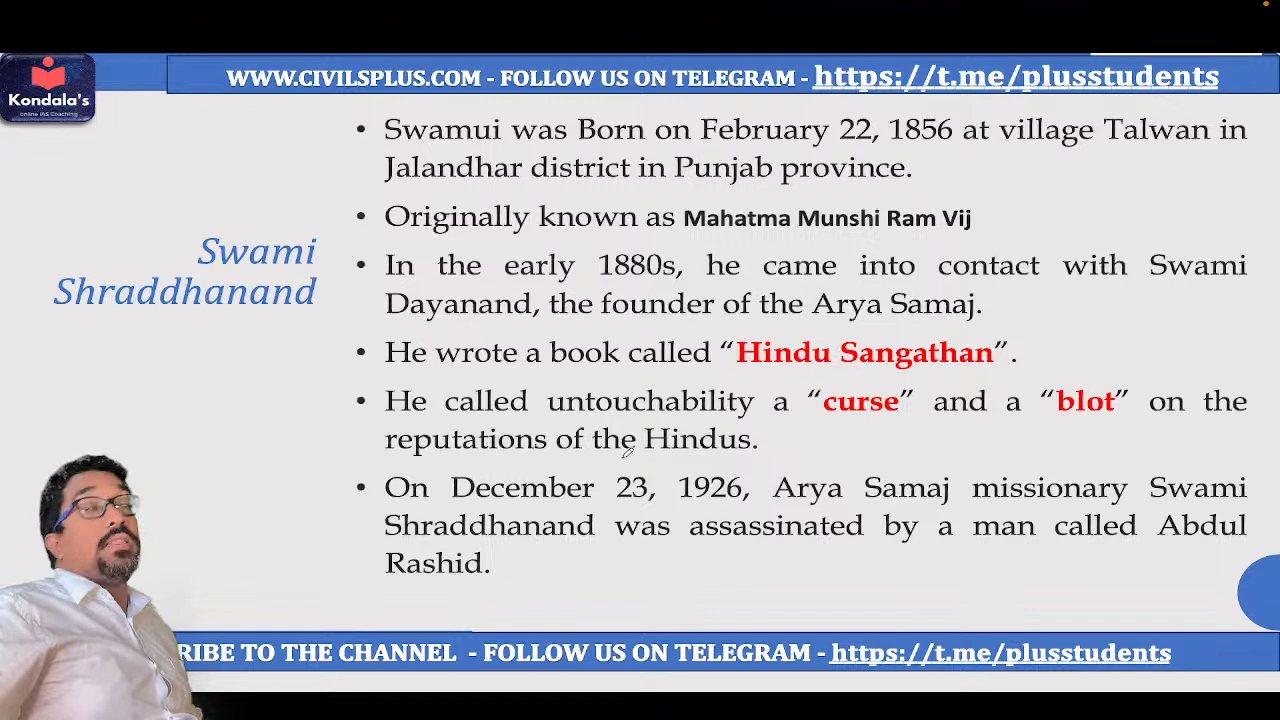 WWW.CIVILSPLUS.COM - FOLLOW US ON TELEGRAM - https://t.me/plusstudents
Kondala's
online IAS Coaching
Swami
Shraddhanand
• Swamui was Born on February 22, 1856 at village Talwan in
Jalandhar district in Punjab province.
• Originally known as Mahatma Munshi Ram Vij
• In the early 1880s, he came into contact with Swami
Dayanand, the founder of the Arya Samaj.
• He wrote a book called “Hindu Sangathan”.
• He called untouchability a “curse” and a “blot” on the
reputations of the Hindus.
• On December 23, 1926, Arya Samaj missionary Swami
Shraddhanand was assassinated by a man called Abdul
Rashid.
RIBE TO THE CHANNEL - FOLLOW US ON TELEGRAM - https://t.me/plusstudents